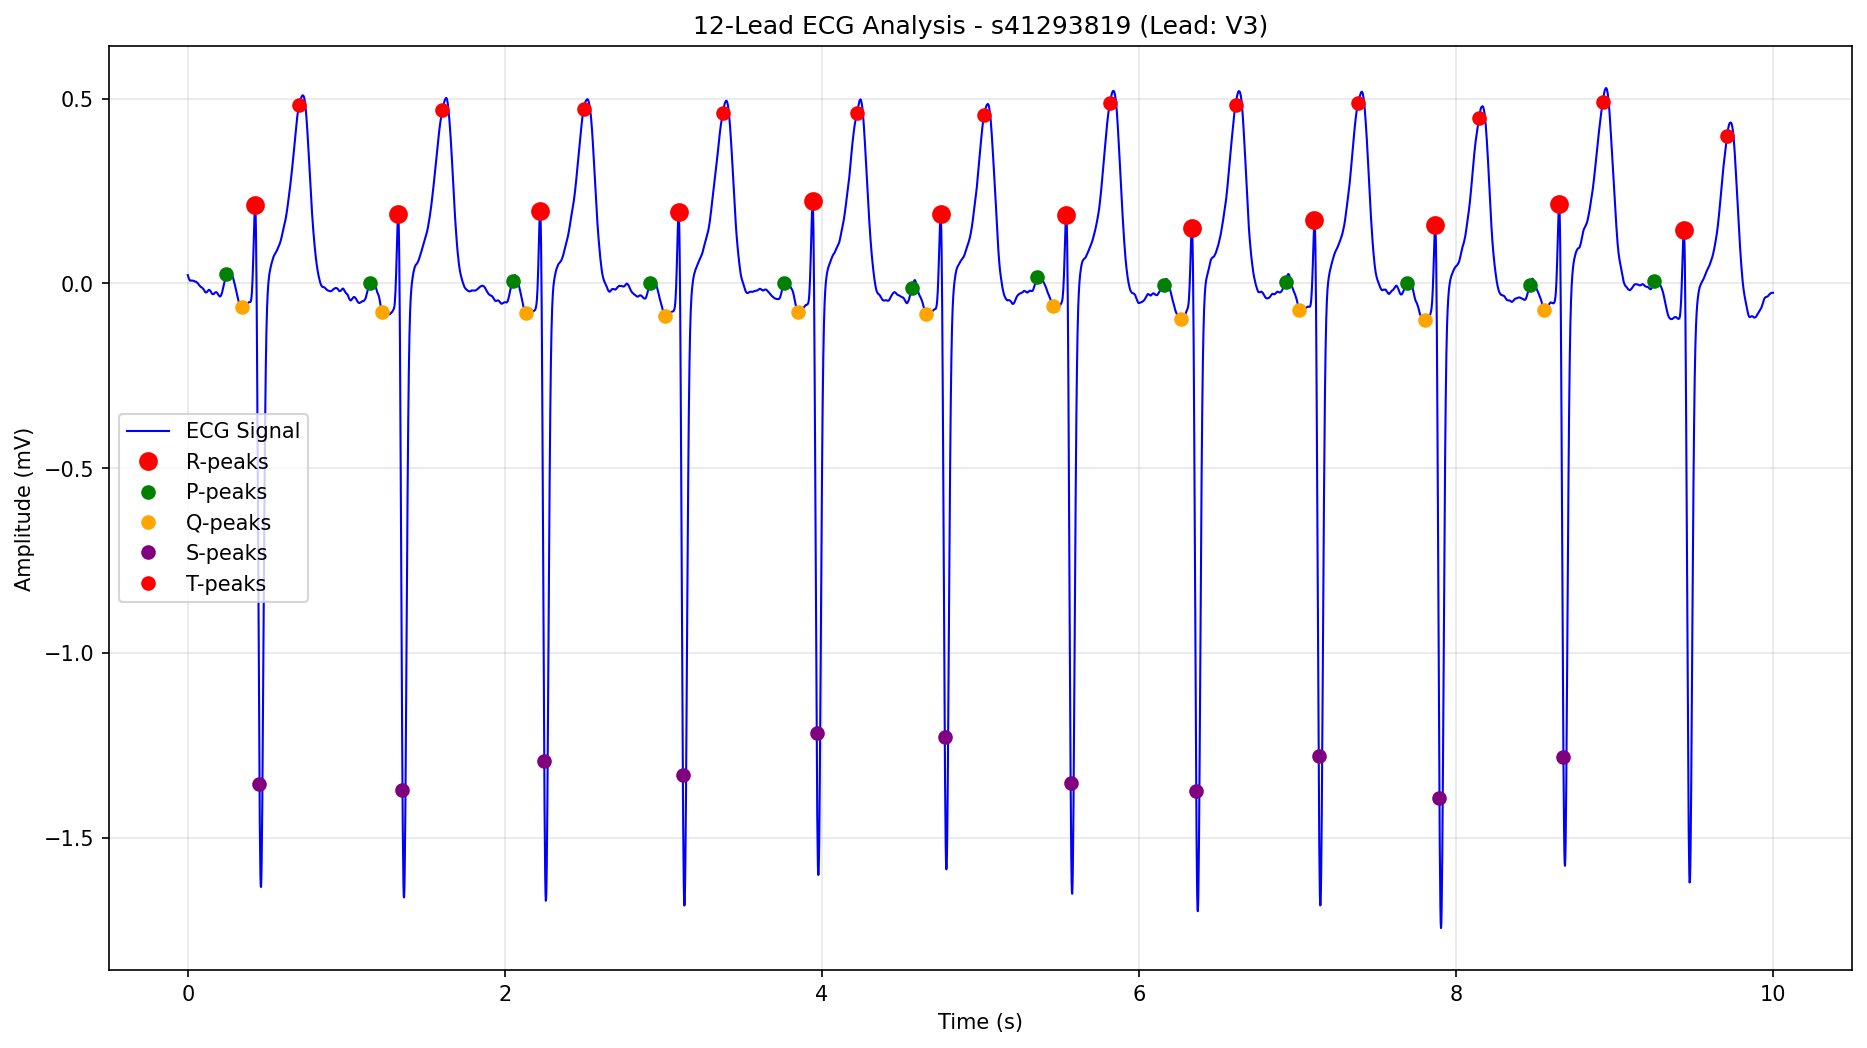 12-Lead ECG Analysis - s41293819 (Lead: V3)
Amplitude (mV)
0.5
0.0
−0.5
−1.0
−1.5
ECG Signal
R-peaks
P-peaks
Q-peaks
S-peaks
T-peaks
0 2 4 6 8 10
Time (s)